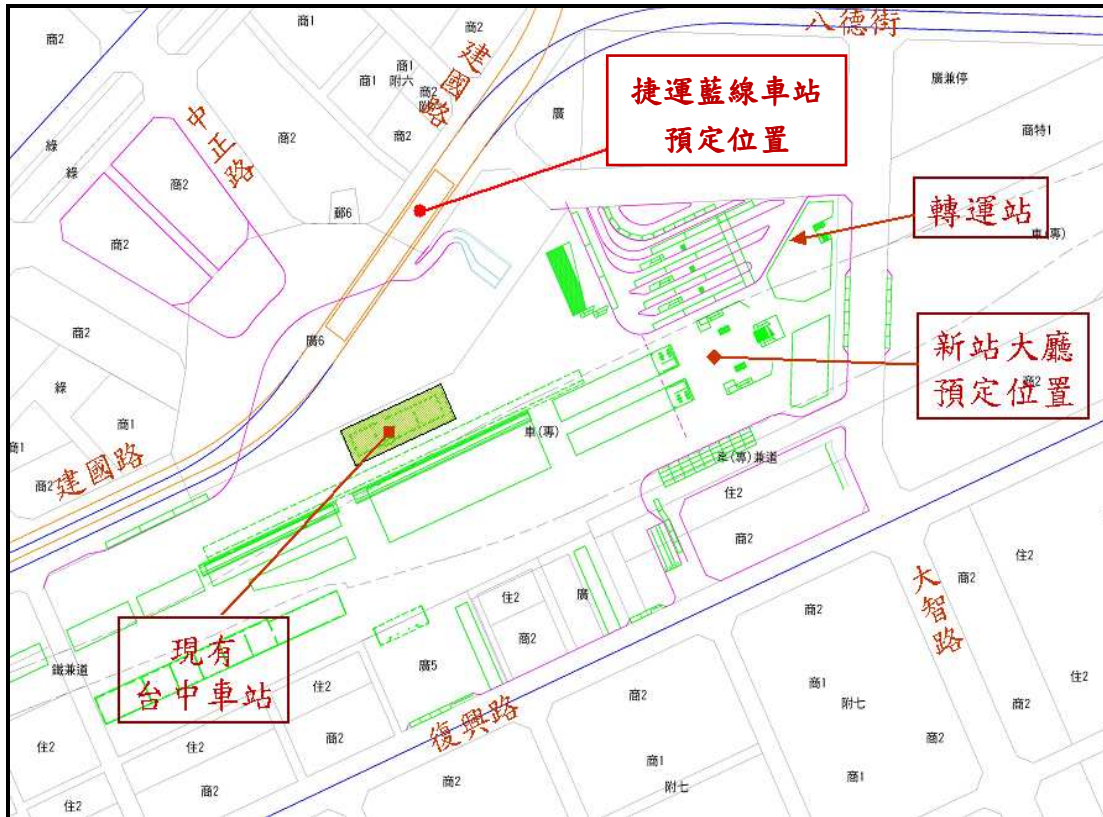 商1
商2
八德街
商2
建國路
商1
附六
商1
商2
商2
廣
廣兼停
商特1
捷運藍線車站
預定位置
中正路
綠
綠
商2
商2
商2
郵6
轉運站
車(專)
廣6
商2
綠
商1
商1
商2
新站大廳
預定位置
商2
車(專)
車(專)兼道
建國路
住2
商2
大智路
商2
住2
住2
商2
廣
商2
現有
台中車站
鐵兼道
廣5
復興路
住2
商2
商2
商1
附七
商2
住2
住2
住2
商2
商2
商1
附七
商2
商1
住2
商2